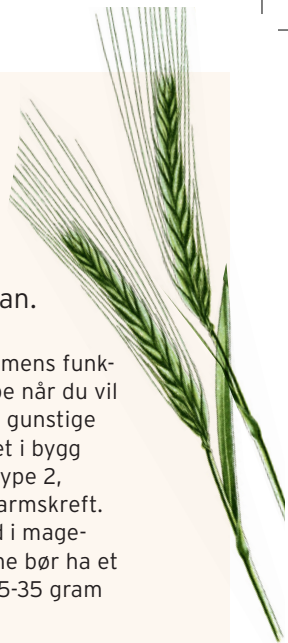 an.
mens funk-
e når du vil
gunstige
et i bygg
ype 2,
armskreft.
d i mage-
ne bør ha et
5-35 gram